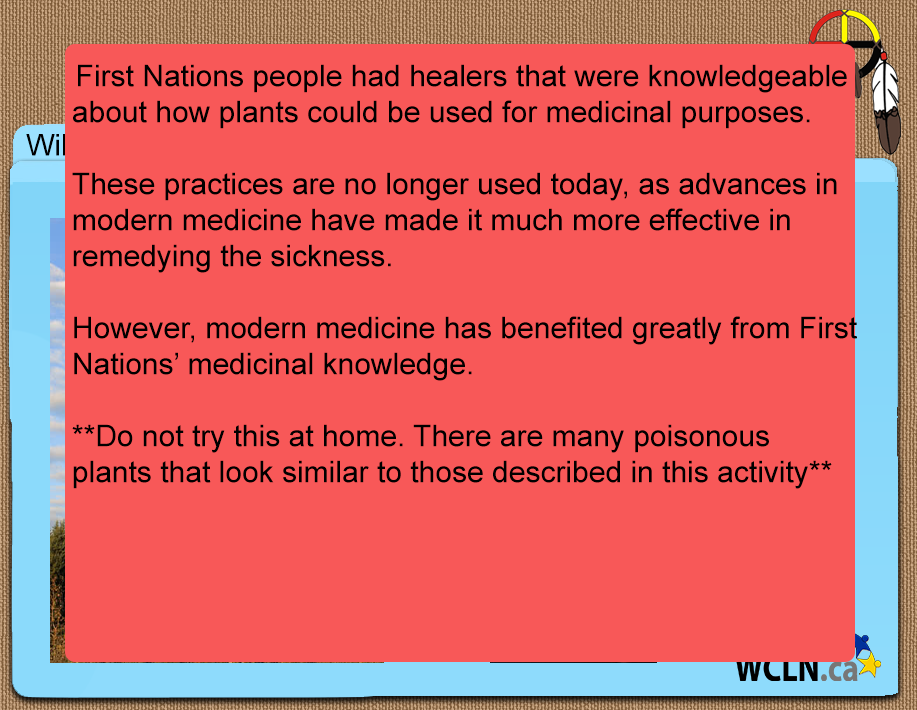 First Nations people had healers that were knowledgeable
about how plants could be used for medicinal purposes.
Wil
These practices are no longer used today, as advances in
modern medicine have made it much more effective in
remedying the sickness.
However, modern medicine has benefited greatly from First
Nations’ medicinal knowledge.
**Do not try this at home. There are many poisonous
plants that look similar to those described in this activity**
WCLN.ca